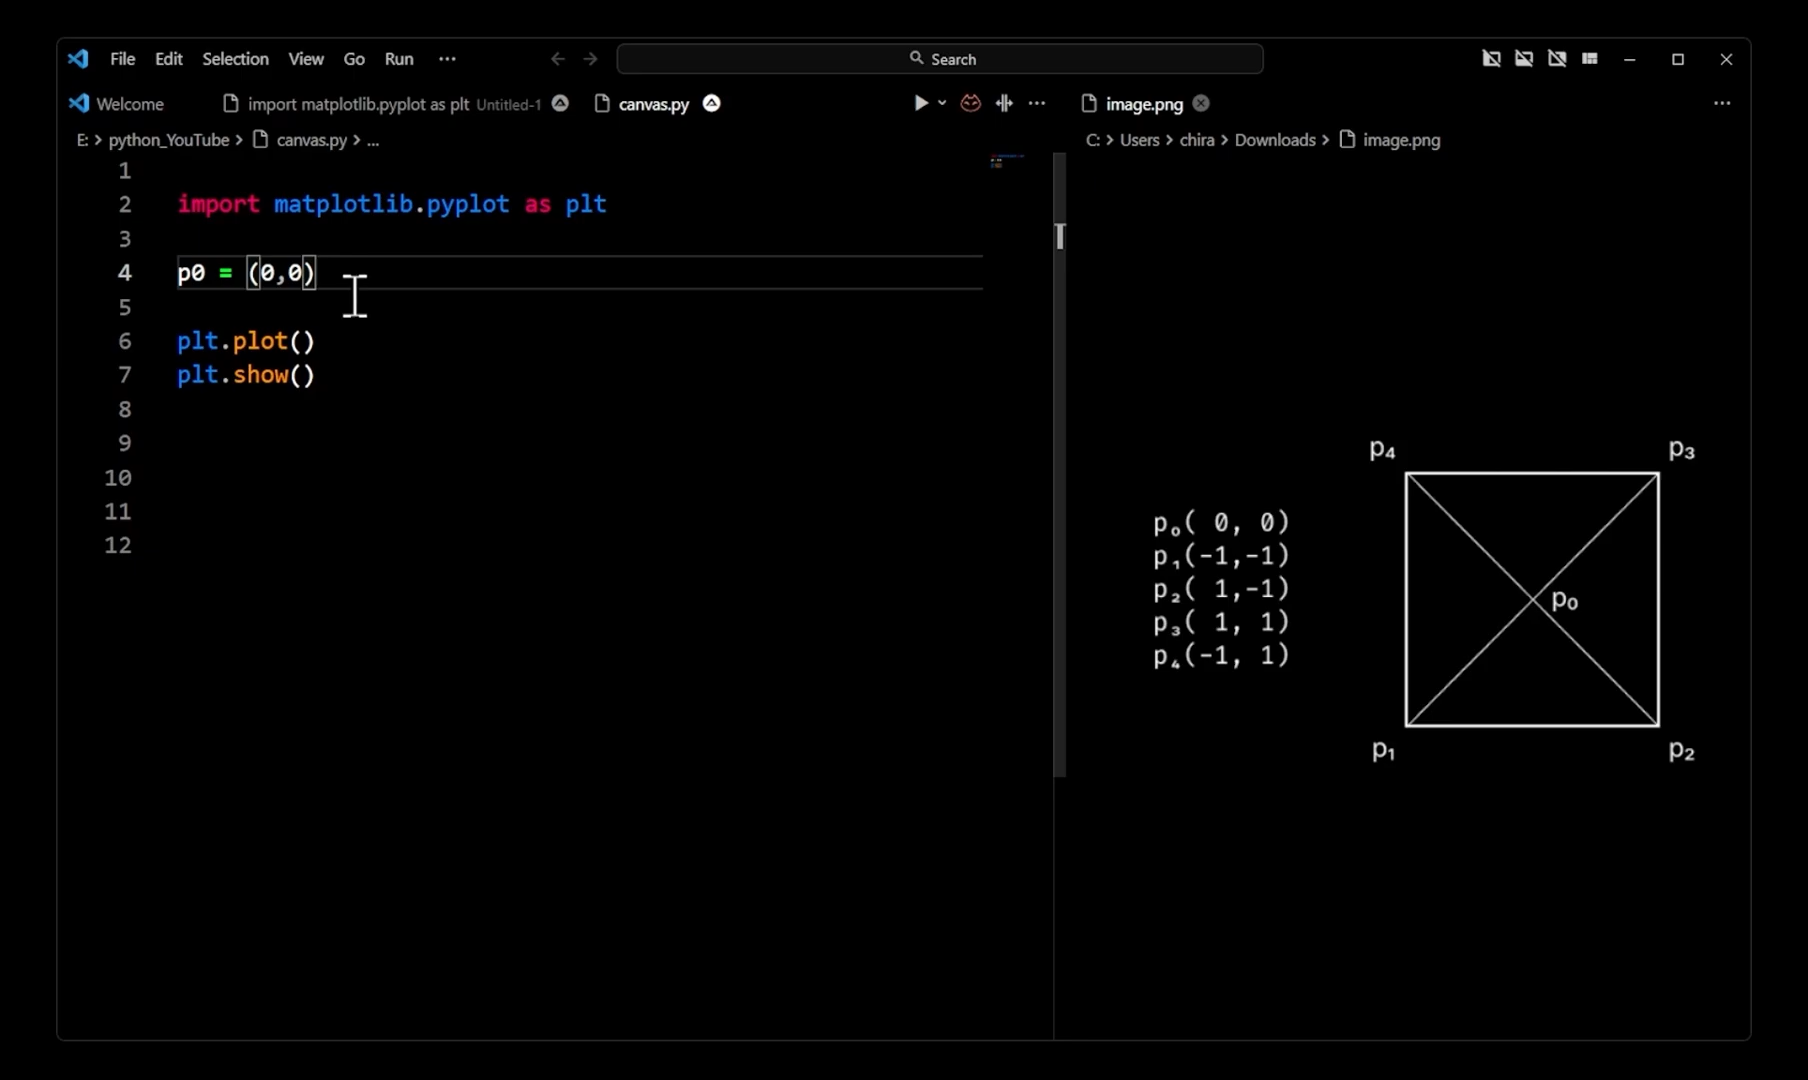 File Edit Selection View Go Run ··· Search
Welcome import matplotlib.pyplot as plt Untitled-1 canvas.py ···
E: > python_YouTube > canvas.py > ...
1
2 import matplotlib.pyplot as plt
3
4 p0 = (0,0)
5
6 plt.plot()
7 plt.show()
8
9
10
11
12
image.png ···
C: > Users > chira > Downloads > image.png
p₀( 0, 0)
p₁(-1,-1)
p₂( 1,-1)
p₃( 1, 1)
p₄(-1, 1)
p₄ p₃
p₀
p₁ p₂